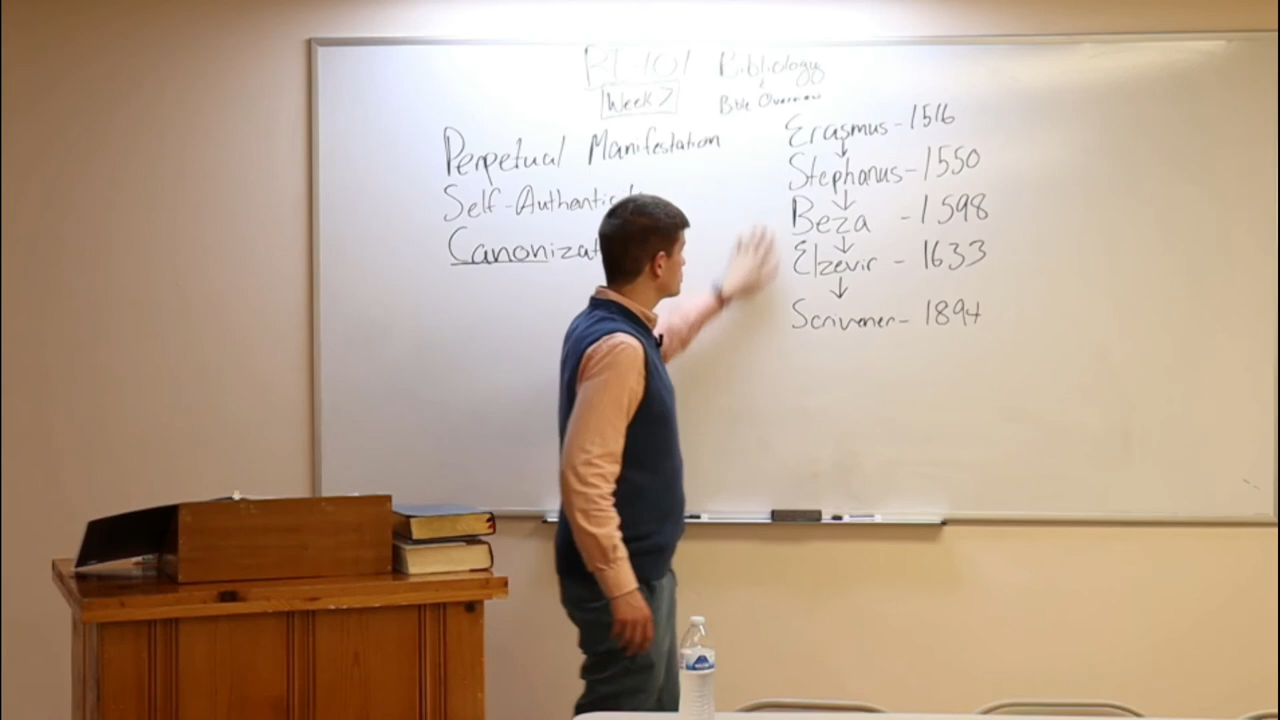 BI 101 Bibliology
Week 7 & Bible Overview
Perpetual Manifestation
Self-Authentic
Canonizat
Erasmus - 1516
↓
Stephanus - 1550
↓
Beza - 1598
↓
Elzevir - 1633
↓
Scrivener - 1894